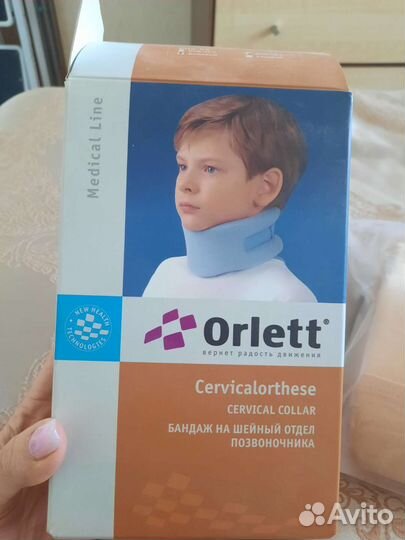 Medical Line
NEW HEALTH
TECHNOLOGIES
Orlett®
вернет радость движения
Cervicalorthese
CERVICAL COLLAR
БАНДАЖ НА ШЕЙНЫЙ ОТДЕЛ
ПОЗВОНОЧНИКА
Avito